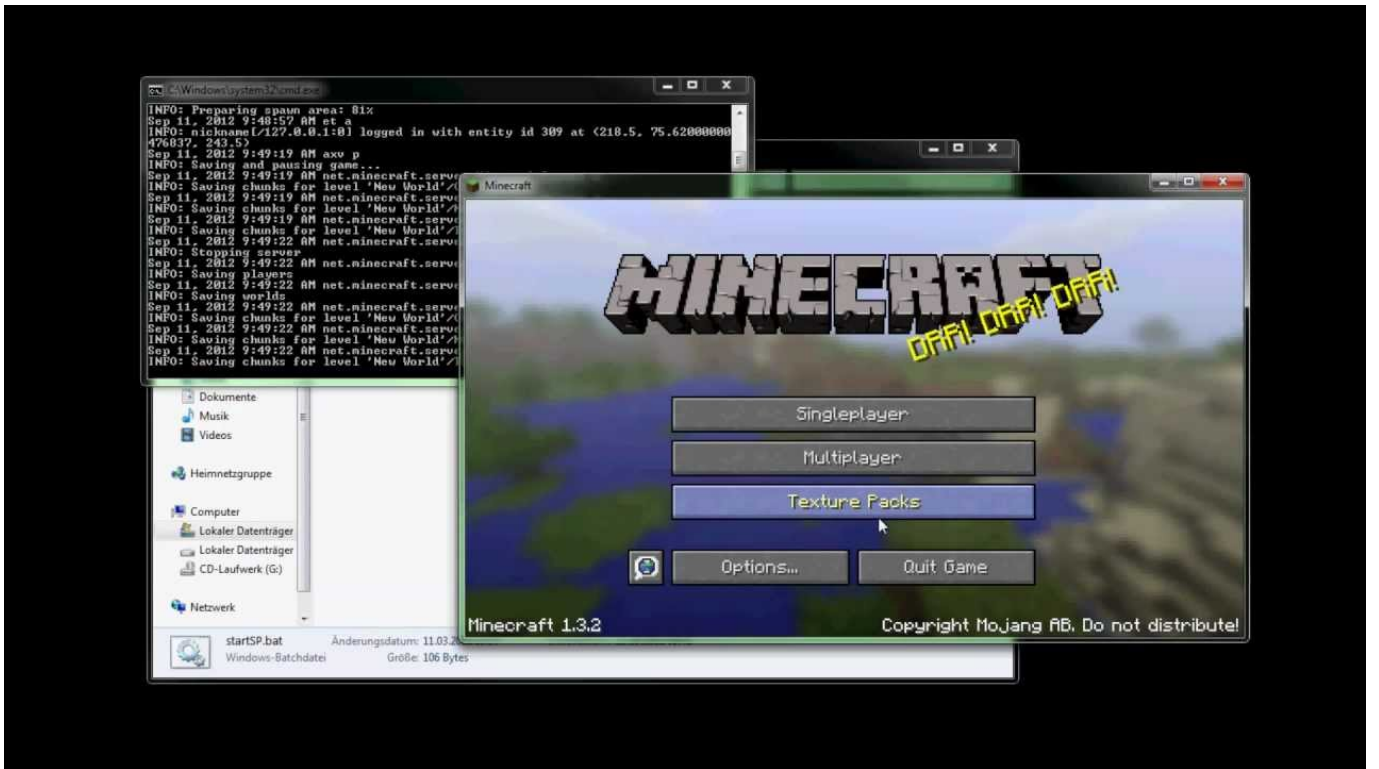 C:\Windows\system32\cmd.exe
INFO: Preparing spawn area: 81%
Sep 11, 2012 9:48:57 AM et a
INFO: nickname[/127.0.0.1:0] logged in with entity id 309 at (218.5, 75.62000000
476837, 243.5)
Sep 11, 2012 9:49:19 AM axv p
INFO: Saving and pausing game...
Sep 11, 2012 9:49:19 AM net.minecraft.serve
INFO: Saving chunks for level 'New World'/
Sep 11, 2012 9:49:19 AM net.minecraft.serve
INFO: Saving chunks for level 'New World'/
Sep 11, 2012 9:49:19 AM net.minecraft.serve
INFO: Saving chunks for level 'New World'/
Sep 11, 2012 9:49:22 AM net.minecraft.serve
INFO: Stopping server
Sep 11, 2012 9:49:22 AM net.minecraft.serve
INFO: Saving players
Sep 11, 2012 9:49:22 AM net.minecraft.serve
INFO: Saving worlds
Sep 11, 2012 9:49:22 AM net.minecraft.serve
INFO: Saving chunks for level 'New World'/
Sep 11, 2012 9:49:22 AM net.minecraft.serve
INFO: Saving chunks for level 'New World'/
Sep 11, 2012 9:49:22 AM net.minecraft.serve
INFO: Saving chunks for level 'New World'/
Minecraft
MINECRAFT
DAA! DAA! DAA!
Singleplayer
Multiplayer
Texture Packs
Options...
Quit Game
Minecraft 1.3.2
Copyright Mojang AB. Do not distribute!
Dokumente
Musik
Videos
Heimnetzgruppe
Computer
Lokaler Datenträger
Lokaler Datenträger
CD-Laufwerk (G:)
Netzwerk
startSP.bat
Änderungsdatum: 11.03.2
Windows-Batchdatei
Größe: 106 Bytes